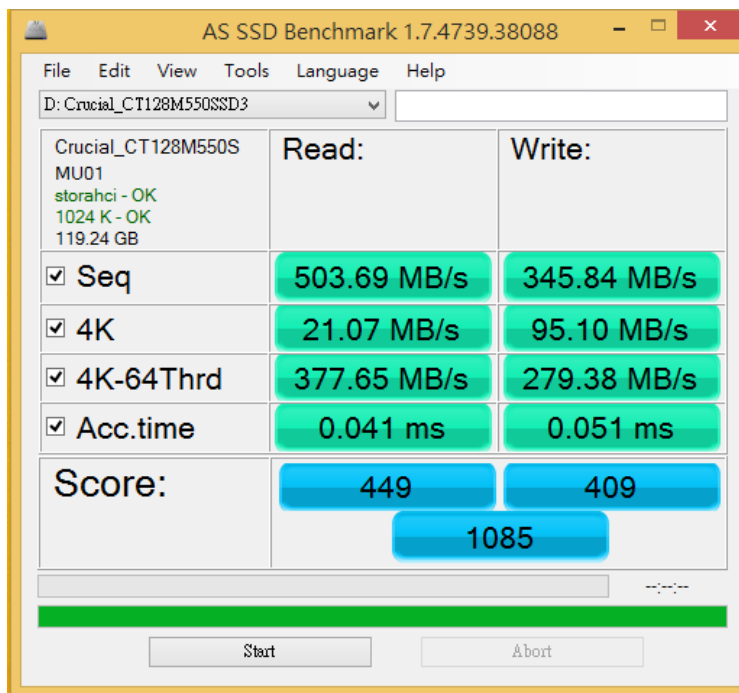 AS SSD Benchmark 1.7.4739.38088
File Edit View Tools Language Help
D: Crucial_CT128M550SSD3
Crucial_CT128M550S
MU01
storahci - OK
1024 K - OK
119.24 GB
Read: Write:
Seq 503.69 MB/s 345.84 MB/s
4K 21.07 MB/s 95.10 MB/s
4K-64Thrd 377.65 MB/s 279.38 MB/s
Acc.time 0.041 ms 0.051 ms
Score: 449 409
1085
--:--:--
Start Abort